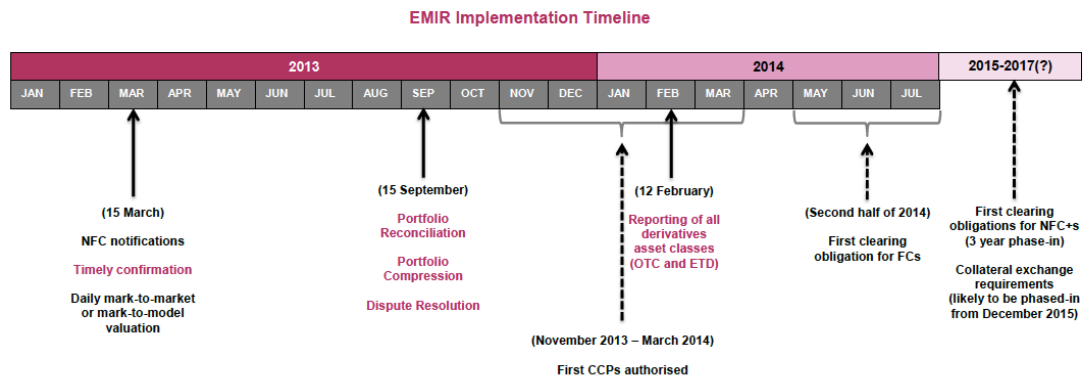 EMIR Implementation Timeline
2013
2014
2015-2017(?)
JAN FEB MAR APR MAY JUN JUL AUG SEP OCT NOV DEC JAN FEB MAR APR MAY JUN JUL
(15 March)
NFC notifications
Timely confirmation
Daily mark-to-market
or mark-to-model
valuation
(15 September)
Portfolio
Reconciliation
Portfolio
Compression
Dispute Resolution
(November 2013 – March 2014)
First CCPs authorised
(12 February)
Reporting of all
derivatives
asset classes
(OTC and ETD)
(Second half of 2014)
First clearing
obligation for FCs
First clearing
obligations for NFC+s
(3 year phase-in)
Collateral exchange
requirements
(likely to be phased-in
from December 2015)